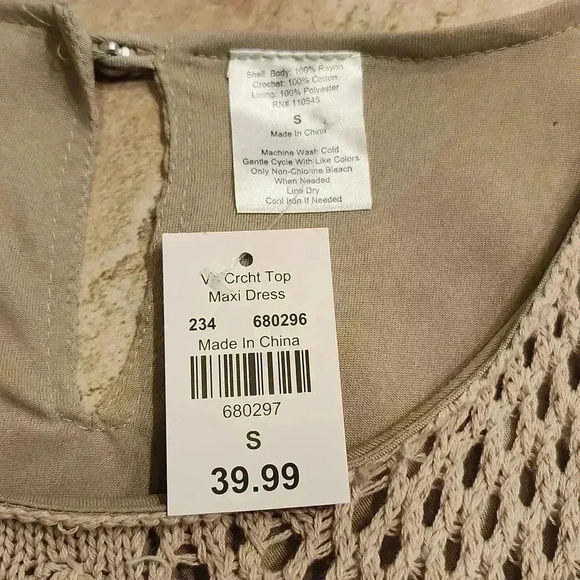 Shell: Body: 100% Rayon
Crochet: 100% Cotton
Lining: 100% Polyester
RN# 110545
S
Made In China
Machine Wash Cold
Gentle Cycle With Like Colors
Only Non-Chlorine Bleach
When Needed
Line Dry
Cool Iron If Needed
Crcht Top
Maxi Dress
234 680296
Made In China
680297
S
39.99